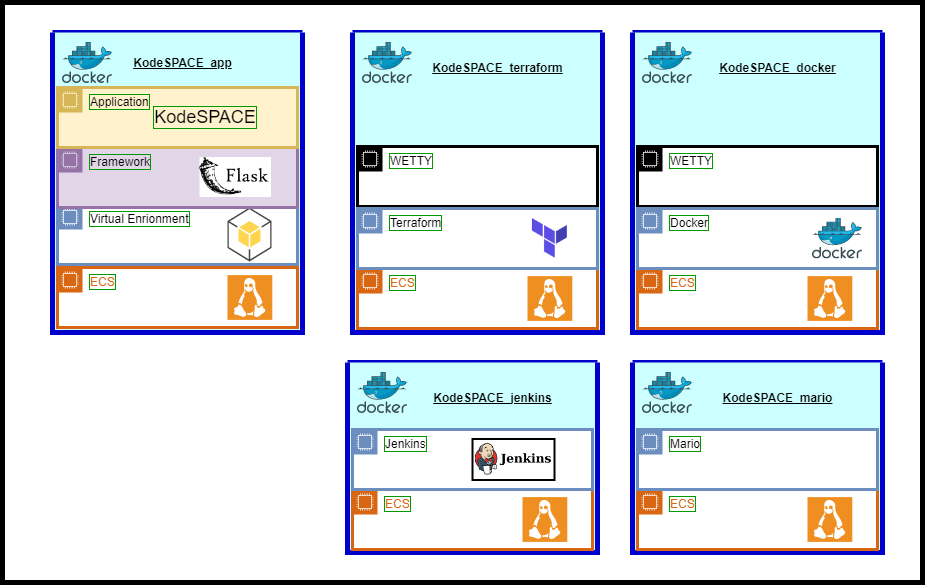 docker
KodeSPACE_app
Application
KodeSPACE
Framework
Flask
Virtual Enrionment
ECS
docker
KodeSPACE_terraform
WETTY
Terraform
ECS
docker
KodeSPACE_docker
WETTY
Docker
docker
ECS
docker
KodeSPACE_jenkins
Jenkins
Jenkins
ECS
docker
KodeSPACE_mario
Mario
ECS